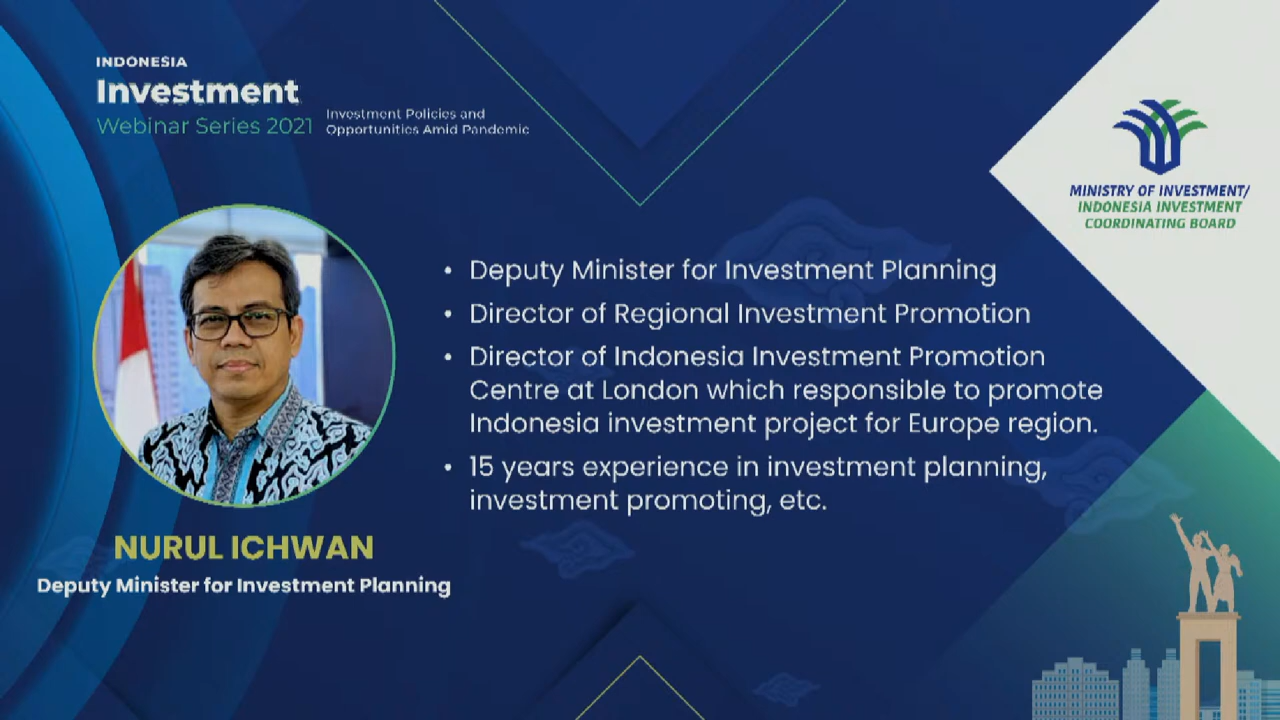 INDONESIA
Investment
Webinar Series 2021
Investment Policies and
Opportunities Amid Pandemic
MINISTRY OF INVESTMENT/
INDONESIA INVESTMENT
COORDINATING BOARD
• Deputy Minister for Investment Planning
• Director of Regional Investment Promotion
• Director of Indonesia Investment Promotion
Centre at London which responsible to promote
Indonesia investment project for Europe region.
• 15 years experience in investment planning,
investment promoting, etc.
NURUL ICHWAN
Deputy Minister for Investment Planning